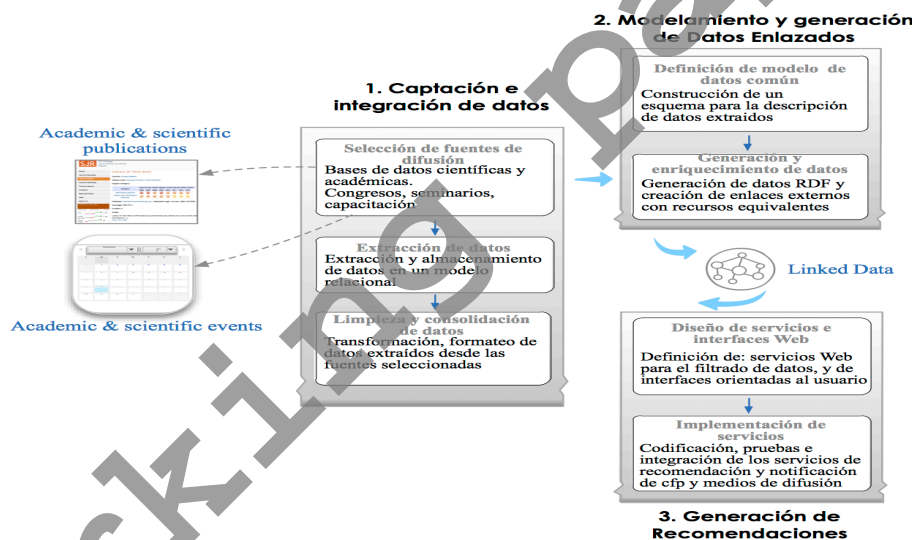 2. Modelamiento y generación
de Datos Enlazados
Definición de modelo de
datos común
Construcción de un
esquema para la descripción
de datos extraidos
Generación y
enriquecimiento de datos
Generación de datos RDF y
creación de enlaces externos
con recursos equivalentes
1. Captación e
integración de datos
Selección de fuentes de
difusión
Bases de datos científicas y
académicas.
Congresos, seminarios,
capacitación
Extracción de datos
Extracción y almacenamiento
de datos en un modelo
relacional
Limpieza y consolidación
de datos
Transformación, formateo de
datos extraídos desde las
fuentes seleccionadas
Academic & scientific
publications
SJR
Academic & scientific events
Linked Data
Diseño de servicios e
interfaces Web
Definición de: servicios Web
para el filtrado de datos, y de
interfaces orientadas al usuario
Implementación de
servicios
Codificación, pruebas e
integración de los servicios de
recomendación y notificación
de cfp y medios de difusión
3. Generación de
Recomendaciones
rking pap